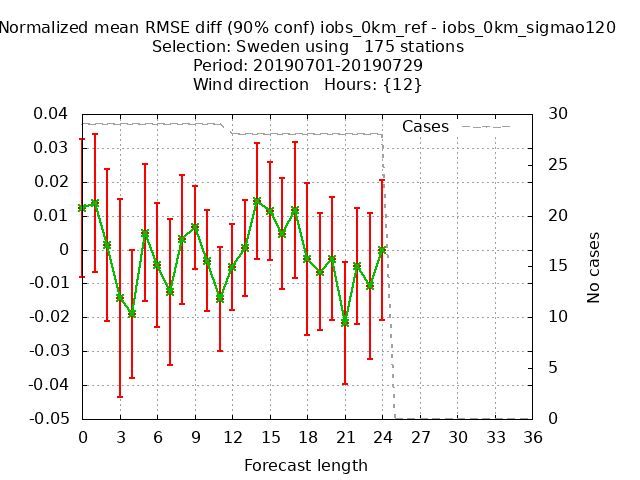 Normalized mean RMSE diff (90% conf) iobs_0km_ref - iobs_0km_sigmao120
Selection: Sweden using   175 stations
Period: 20190701-20190729
Wind direction   Hours: {12}
Cases
0.04
0.03
0.02
0.01
0
-0.01
-0.02
-0.03
-0.04
-0.05
30
25
20
15
10
5
0
No cases
0 3 6 9 12 15 18 21 24 27 30 33 36
Forecast length